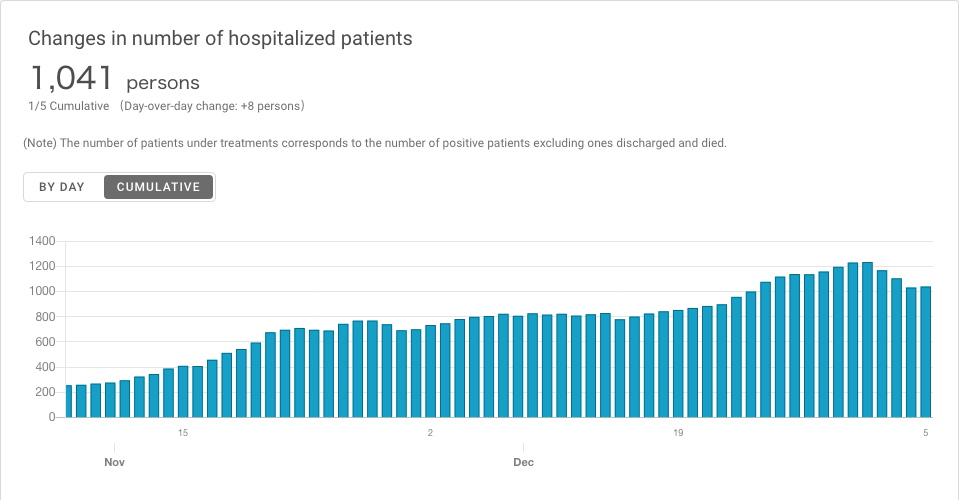 Changes in number of hospitalized patients
1,041 persons
1/5 Cumulative (Day-over-day change: +8 persons)
(Note) The number of patients under treatments corresponds to the number of positive patients excluding ones discharged and died.
BY DAY CUMULATIVE
1400
1200
1000
800
600
400
200
0
15 2 19 5
Nov Dec